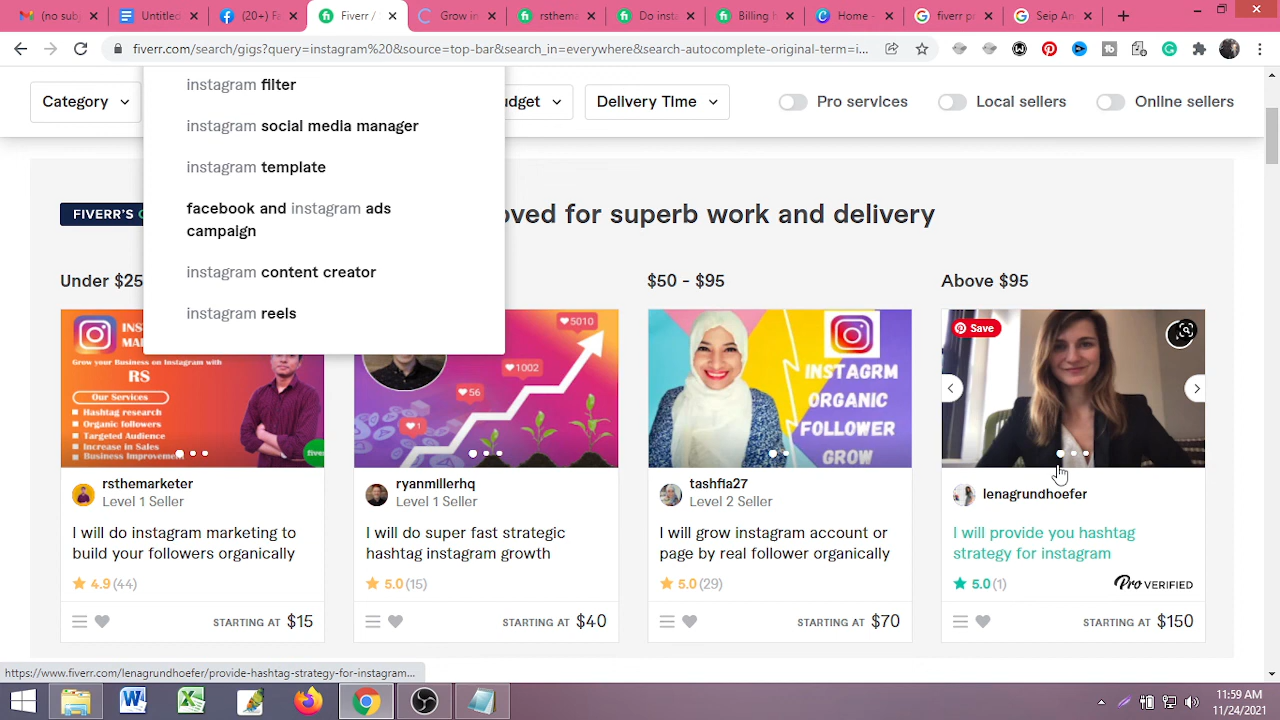 (no subj
Untitled
(20+) Fa
Fiverr /
Grow in
rsthema
Do insta
Billing h
Home -
fiverr pr
Seip An
fiverr.com/search/gigs?query=instagram%20&source=top-bar&search_in=everywhere&search-autocomplete-original-term=i...
Category
udget
Delivery Time
Pro services
Local sellers
Online sellers
instagram filter
instagram social media manager
instagram template
facebook and instagram ads
campaign
instagram content creator
instagram reels
FIVERR'S
oved for superb work and delivery
Under $25
$50 - $95
Above $95
Grow your Business on Instagram with
RS
Our Services
Hashtag research
Organic followers
Targeted Audience
Increase in Sales
Business Improvement
5010
1002
56
1
INSTAGRM
ORGANIC
FOLLOWER
GROW
Save
rsthemarketer
Level 1 Seller
I will do instagram marketing to
build your followers organically
4.9 (44)
STARTING AT $15
ryanmillerhq
Level 1 Seller
I will do super fast strategic
hashtag instagram growth
5.0 (15)
STARTING AT $40
tashfia27
Level 2 Seller
I will grow instagram account or
page by real follower organically
5.0 (29)
STARTING AT $70
lenagrundhoefer
I will provide you hashtag
strategy for instagram
5.0 (1)
Pro VERIFIED
STARTING AT $150
https://www.fiverr.com/lenagrundhoefer/provide-hashtag-strategy-for-instagram...
11:59 AM
11/24/2021